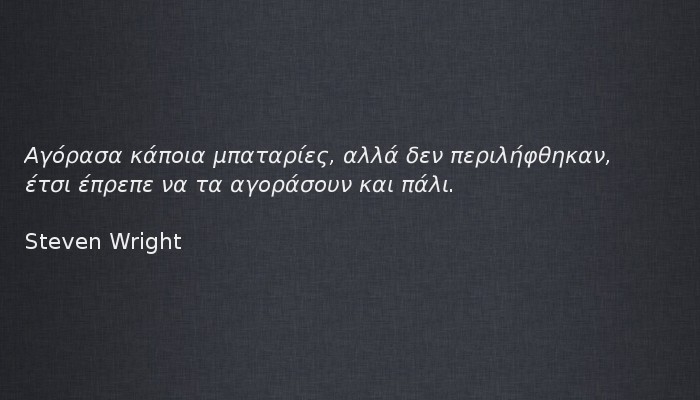 Αγόρασα κάποια μπαταρίες, αλλά δεν περιλήφθηκαν,
έτσι έπρεπε να τα αγοράσουν και πάλι.
Steven Wright